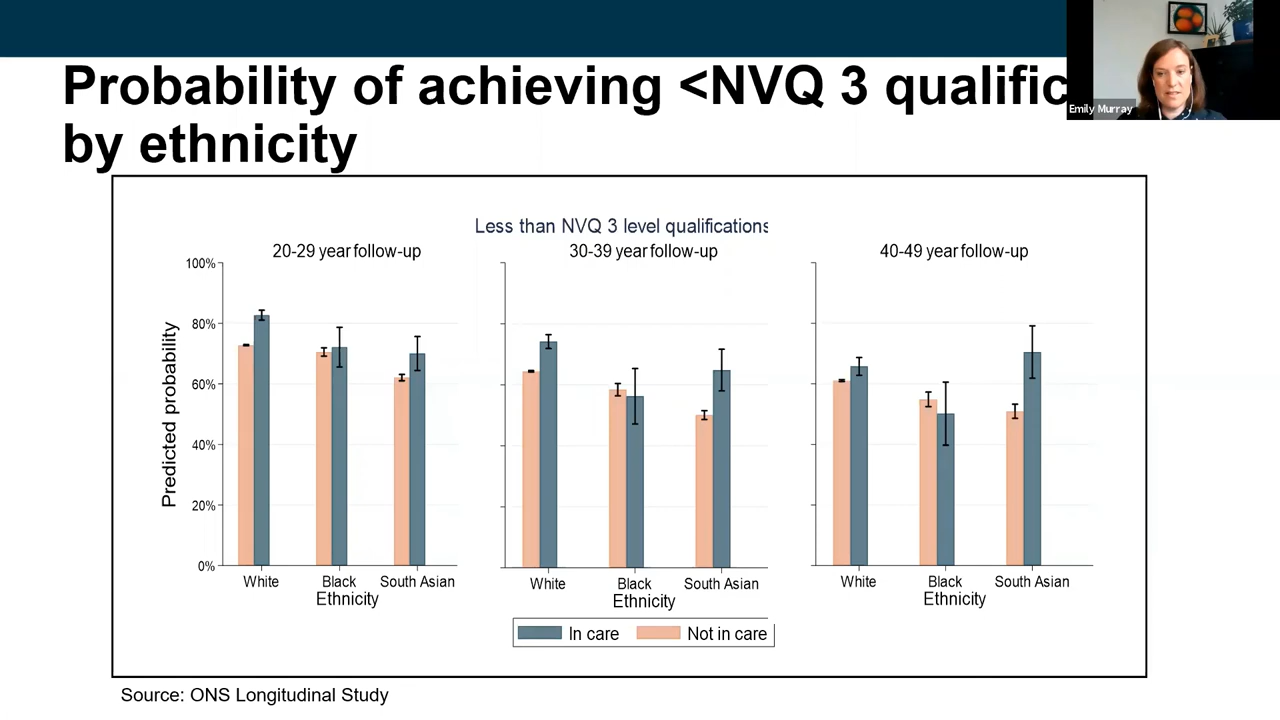 Probability of achieving <NVQ 3 qualific
by ethnicity
Emily Murray
Less than NVQ 3 level qualifications
20-29 year follow-up
30-39 year follow-up
40-49 year follow-up
Predicted probability
100%
80%
60%
40%
20%
0%
White Black South Asian
Ethnicity
White Black South Asian
Ethnicity
White Black South Asian
Ethnicity
In care Not in care
Source: ONS Longitudinal Study